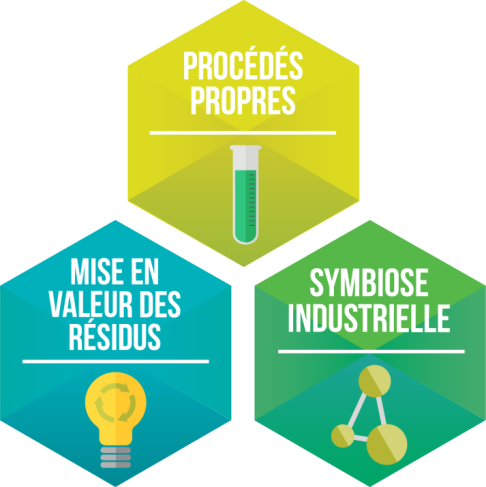 PROCÉDÉS
PROPRES
MISE EN
VALEUR DES
RÉSIDUS
SYMBIOSE
INDUSTRIELLE